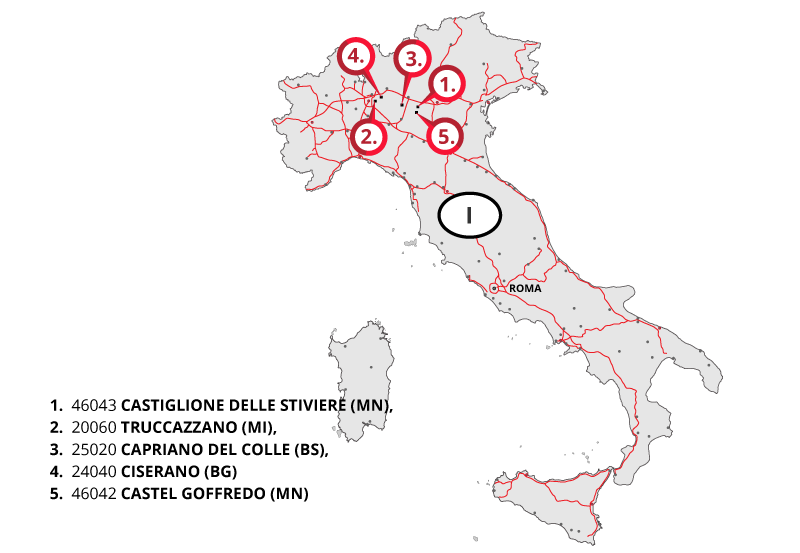 4.
3.
1.
2.
5.
I
ROMA
1. 46043 CASTIGLIONE DELLE STIVIERE (MN),
2. 20060 TRUCCAZZANO (MI),
3. 25020 CAPRIANO DEL COLLE (BS),
4. 24040 CISERANO (BG)
5. 46042 CASTEL GOFFREDO (MN)